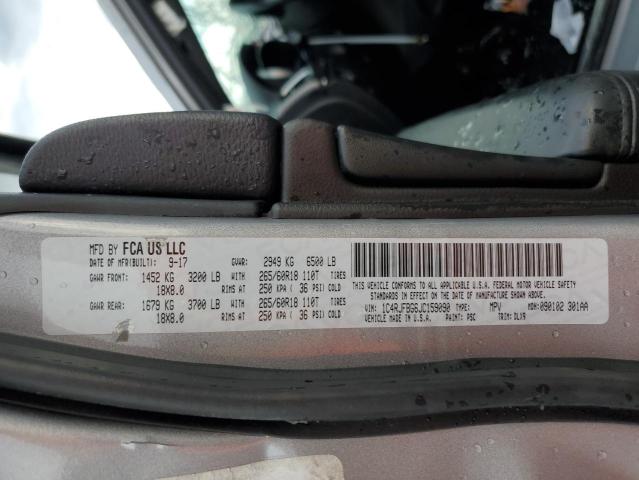 MFD BY FCA US LLC
DATE OF MFR(BUILT): 9-17 GVWR: 2949 KG 6500 LB
GAWR FRONT: 1452 KG 3200 LB WITH 265/60R18 110T TIRES
18X8.0 RIMS AT 250 KPA ( 36 PSI) COLD
GAWR REAR: 1679 KG 3700 LB WITH 265/60R18 110T TIRES
18X8.0 RIMS AT 250 KPA ( 36 PSI) COLD
THIS VEHICLE CONFORMS TO ALL APPLICABLE U.S.A. FEDERAL MOTOR VEHICLE SAFETY
STANDARDS IN EFFECT ON THE DATE OF MANUFACTURE SHOWN ABOVE.
VIN: 1C4RJFBG6JC159090 TYPE: MPV MDH: 090102 301AA
VEHICLE MADE IN U.S.A. PAINT: PSC TRIM: DLX9